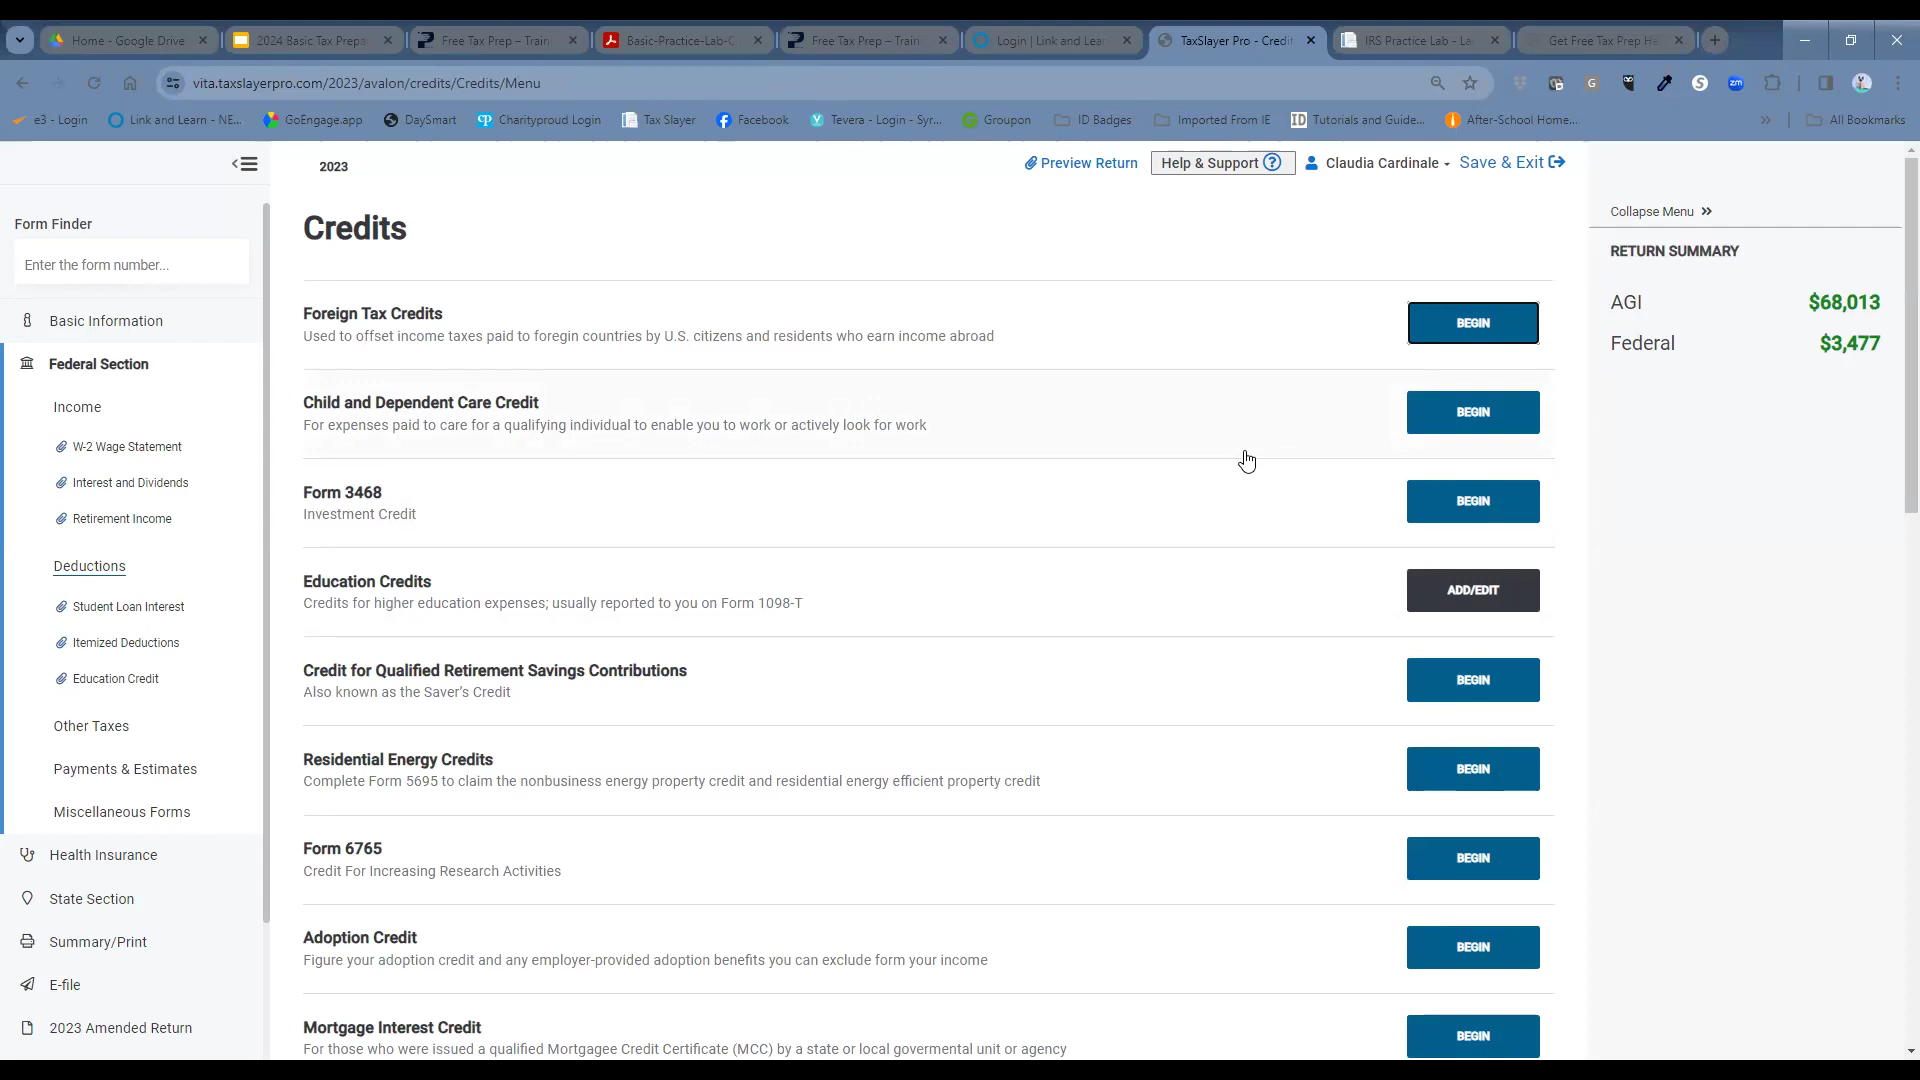 Home - Google Drive
2024 Basic Tax Prepa
Free Tax Prep – Train
Basic-Practice-Lab-C
Free Tax Prep – Train
Login | Link and Lea
TaxSlayer Pro - Credit
IRS Practice Lab - La
Get Free Tax Prep He
vita.taxslayerpro.com/2023/avalon/credits/Credits/Menu
e3 - Login
Link and Learn - NE...
GoEngage.app
DaySmart
Charityproud Login
Tax Slayer
Facebook
Tevera - Login - Syr...
Groupon
ID Badges
Imported From IE
Tutorials and Guide...
After-School Home...
All Bookmarks
2023
Preview Return
Help & Support ?
Claudia Cardinale
Save & Exit
Form Finder
Enter the form number...
Basic Information
Federal Section
Income
W-2 Wage Statement
Interest and Dividends
Retirement Income
Deductions
Student Loan Interest
Itemized Deductions
Education Credit
Other Taxes
Payments & Estimates
Miscellaneous Forms
Health Insurance
State Section
Summary/Print
E-file
2023 Amended Return
Credits
Foreign Tax Credits
Used to offset income taxes paid to foregin countries by U.S. citizens and residents who earn income abroad
BEGIN
Child and Dependent Care Credit
For expenses paid to care for a qualifying individual to enable you to work or actively look for work
BEGIN
Form 3468
Investment Credit
BEGIN
Education Credits
Credits for higher education expenses; usually reported to you on Form 1098-T
ADD/EDIT
Credit for Qualified Retirement Savings Contributions
Also known as the Saver's Credit
BEGIN
Residential Energy Credits
Complete Form 5695 to claim the nonbusiness energy property credit and residential energy efficient property credit
BEGIN
Form 6765
Credit For Increasing Research Activities
BEGIN
Adoption Credit
Figure your adoption credit and any employer-provided adoption benefits you can exclude form your income
BEGIN
Mortgage Interest Credit
For those who were issued a qualified Mortgagee Credit Certificate (MCC) by a state or local govermental unit or agency
BEGIN
Collapse Menu
RETURN SUMMARY
AGI $68,013
Federal $3,477